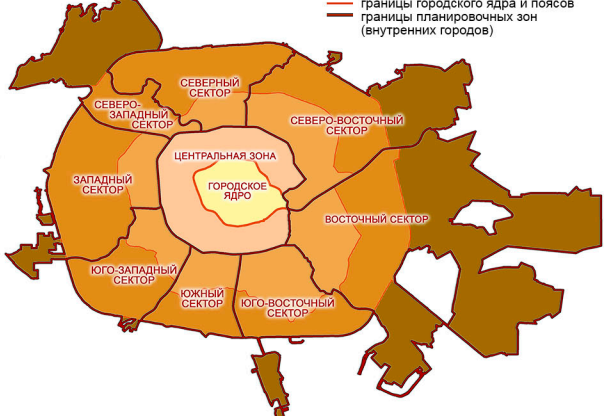 границы городского ядра и поясов
границы планировочных зон
(внутренних городов)
СЕВЕРНЫЙ
СЕКТОР
СЕВЕРО-
ЗАПАДНЫЙ
СЕКТОР
СЕВЕРО-ВОСТОЧНЫЙ
СЕКТОР
ЦЕНТРАЛЬНАЯ ЗОНА
ЗАПАДНЫЙ
СЕКТОР
ГОРОДСКОЕ
ЯДРО
ВОСТОЧНЫЙ СЕКТОР
ЮГО-ЗАПАДНЫЙ
СЕКТОР
ЮЖНЫЙ
СЕКТОР
ЮГО-ВОСТОЧНЫЙ
СЕКТОР